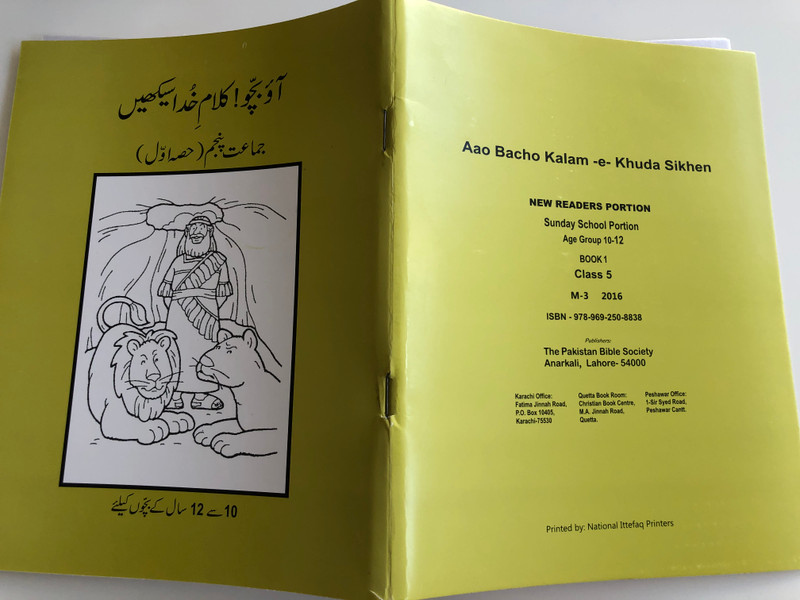 آؤ بچّو! کلامِ خُدا سیکھیں
جماعت پنجم (حصہ اوّل)
10 سے 12 سال کے بچّوں کیلئے
Aao Bacho Kalam -e- Khuda Sikhen
NEW READERS PORTION
Sunday School Portion
Age Group 10-12
BOOK 1
Class 5
M-3 2016
ISBN - 978-969-250-8838
Publishers:
The Pakistan Bible Society
Anarkali, Lahore- 54000
Karachi Office:
Fatima Jinnah Road,
P.O. Box 10405,
Karachi-75530
Quetta Book Room:
Christian Book Centre,
M.A. Jinnah Road,
Quetta.
Peshawar Office:
1-Sir Syed Road,
Peshawar Cantt.
Printed by: National Ittefaq Printers